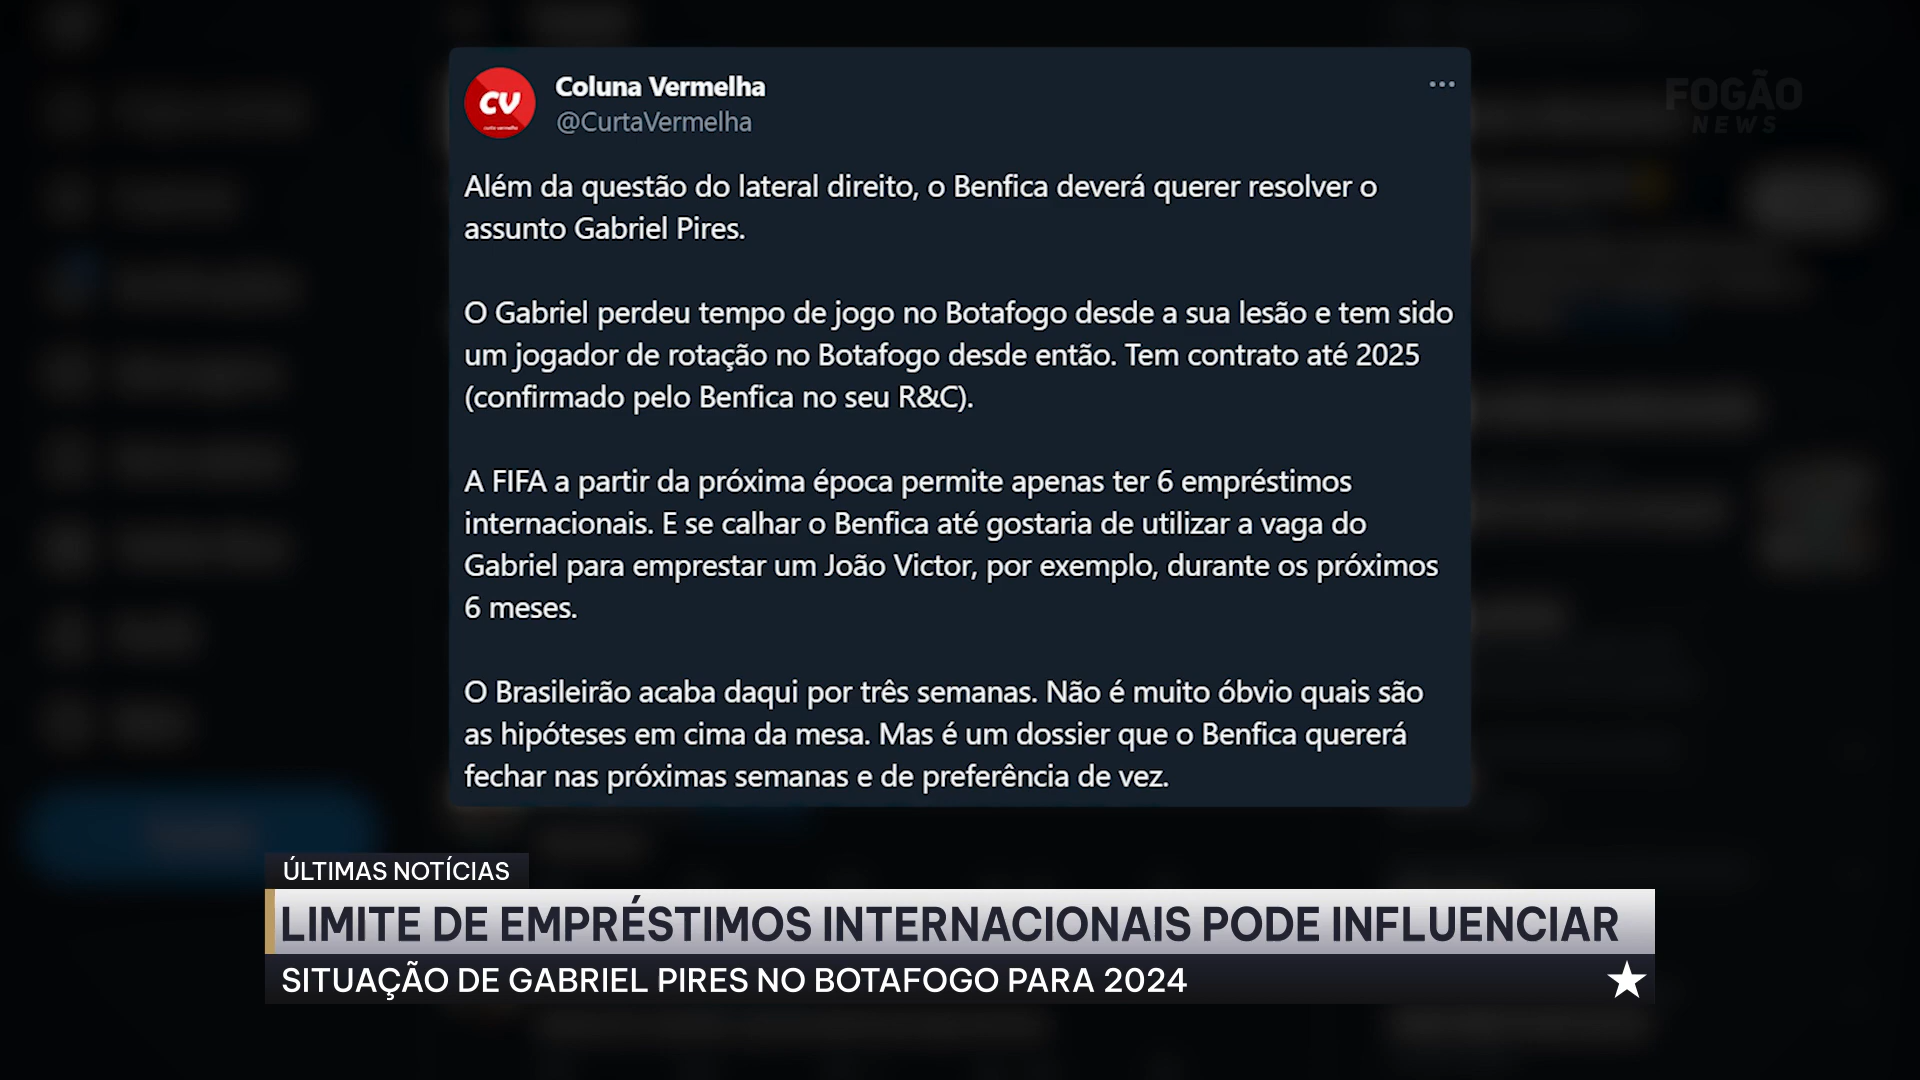 FOGÃO
NEWS
CV
curta vermelha
Coluna Vermelha
@CurtaVermelha
Além da questão do lateral direito, o Benfica deverá querer resolver o
assunto Gabriel Pires.
O Gabriel perdeu tempo de jogo no Botafogo desde a sua lesão e tem sido
um jogador de rotação no Botafogo desde então. Tem contrato até 2025
(confirmado pelo Benfica no seu R&C).
A FIFA a partir da próxima época permite apenas ter 6 empréstimos
internacionais. E se calhar o Benfica até gostaria de utilizar a vaga do
Gabriel para emprestar um João Victor, por exemplo, durante os próximos
6 meses.
O Brasileirão acaba daqui por três semanas. Não é muito óbvio quais são
as hipóteses em cima da mesa. Mas é um dossier que o Benfica quererá
fechar nas próximas semanas e de preferência de vez.
ÚLTIMAS NOTÍCIAS
LIMITE DE EMPRÉSTIMOS INTERNACIONAIS PODE INFLUENCIAR
SITUAÇÃO DE GABRIEL PIRES NO BOTAFOGO PARA 2024